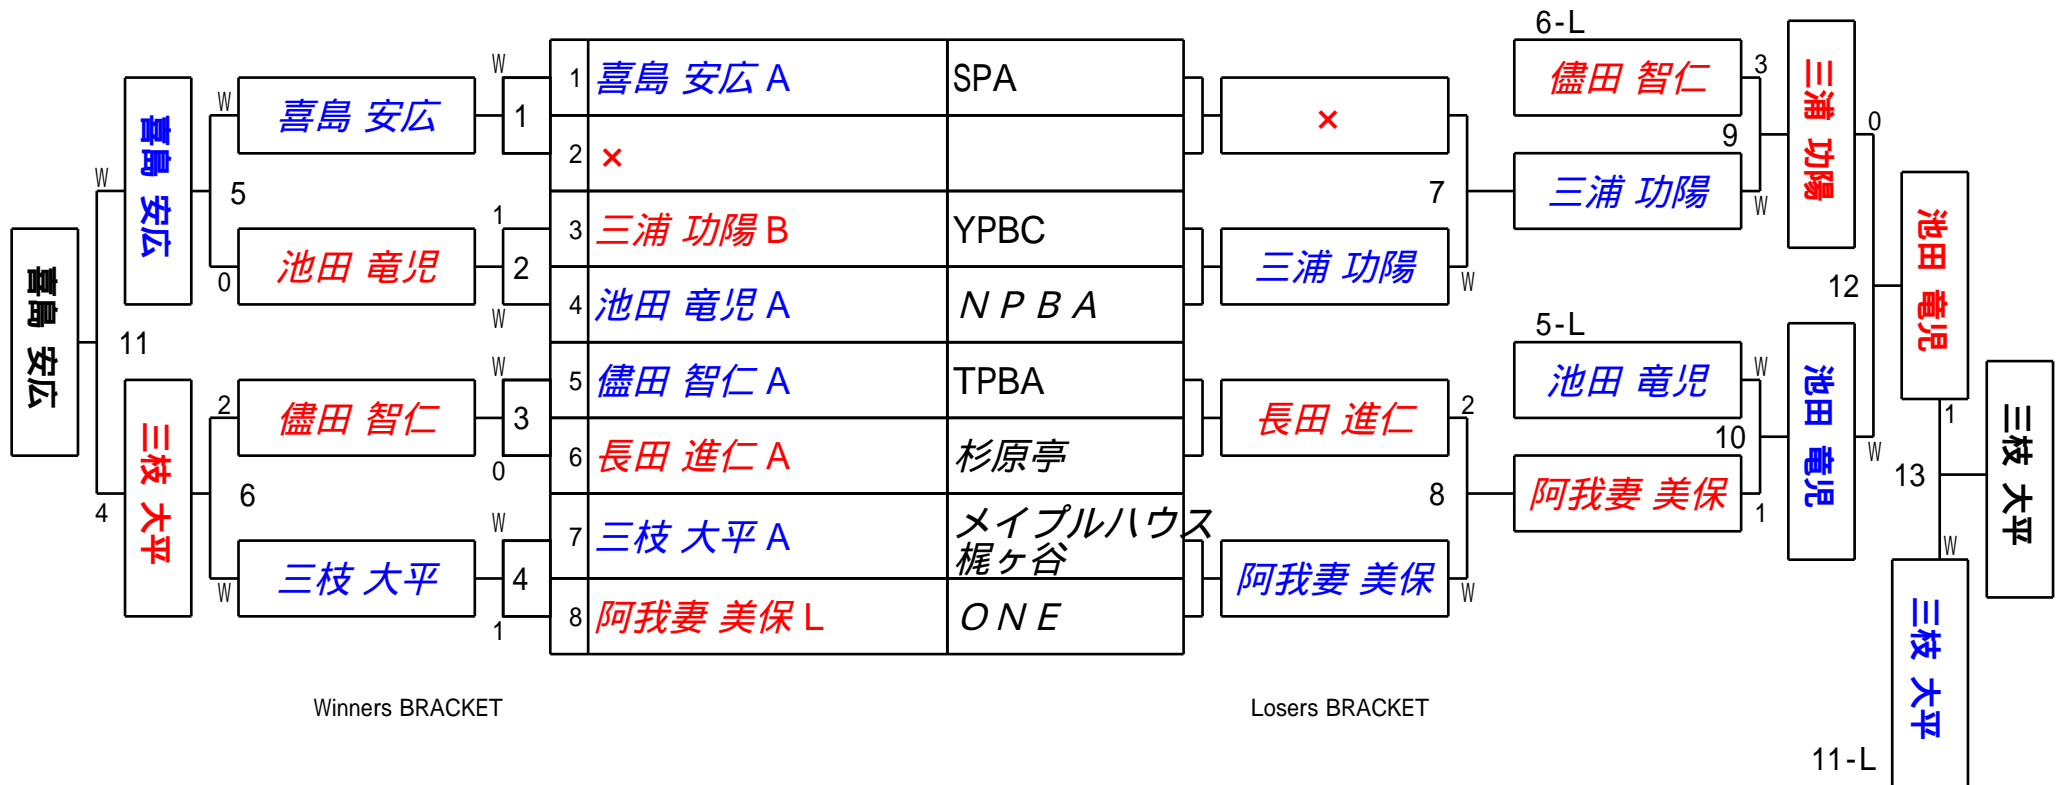 6-L
W
1 喜島 安広 A SPA
2 ×
3 三浦 功陽 B YPBC
4 池田 竜児 A ＮＰＢＡ
5 儘田 智仁 A TPBA
6 長田 進仁 A 杉原亭
7 三枝 大平 A メイプルハウス
梶ヶ谷
8 阿我妻 美保 L ＯＮＥ
喜島 安広
W
11
4
喜島 安広
三枝 大平
W
5
0
2
6
W
喜島 安広
池田 竜児
儘田 智仁
三枝 大平
1
1
2
W
W
3
0
W
4
1
×
三浦 功陽
長田 進仁
阿我妻 美保
7
W
2
8
W
儘田 智仁
三浦 功陽
5-L
池田 竜児
阿我妻 美保
3
9
W
W
10
1
三浦 功陽
池田 竜児
0
12
W
池田 竜児
1
13
W
三枝 大平
11-L
三枝 大平
Winners BRACKET
Losers BRACKET